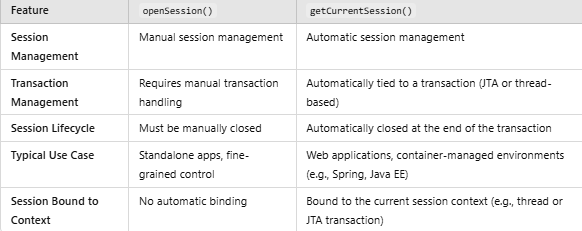 Feature openSession() getCurrentSession()
Session Management Manual session management Automatic session management
Transaction Management Requires manual transaction handling Automatically tied to a transaction (JTA or thread-based)
Session Lifecycle Must be manually closed Automatically closed at the end of the transaction
Typical Use Case Standalone apps, fine-grained control Web applications, container-managed environments (e.g., Spring, Java EE)
Session Bound to Context No automatic binding Bound to the current session context (e.g., thread or JTA transaction)